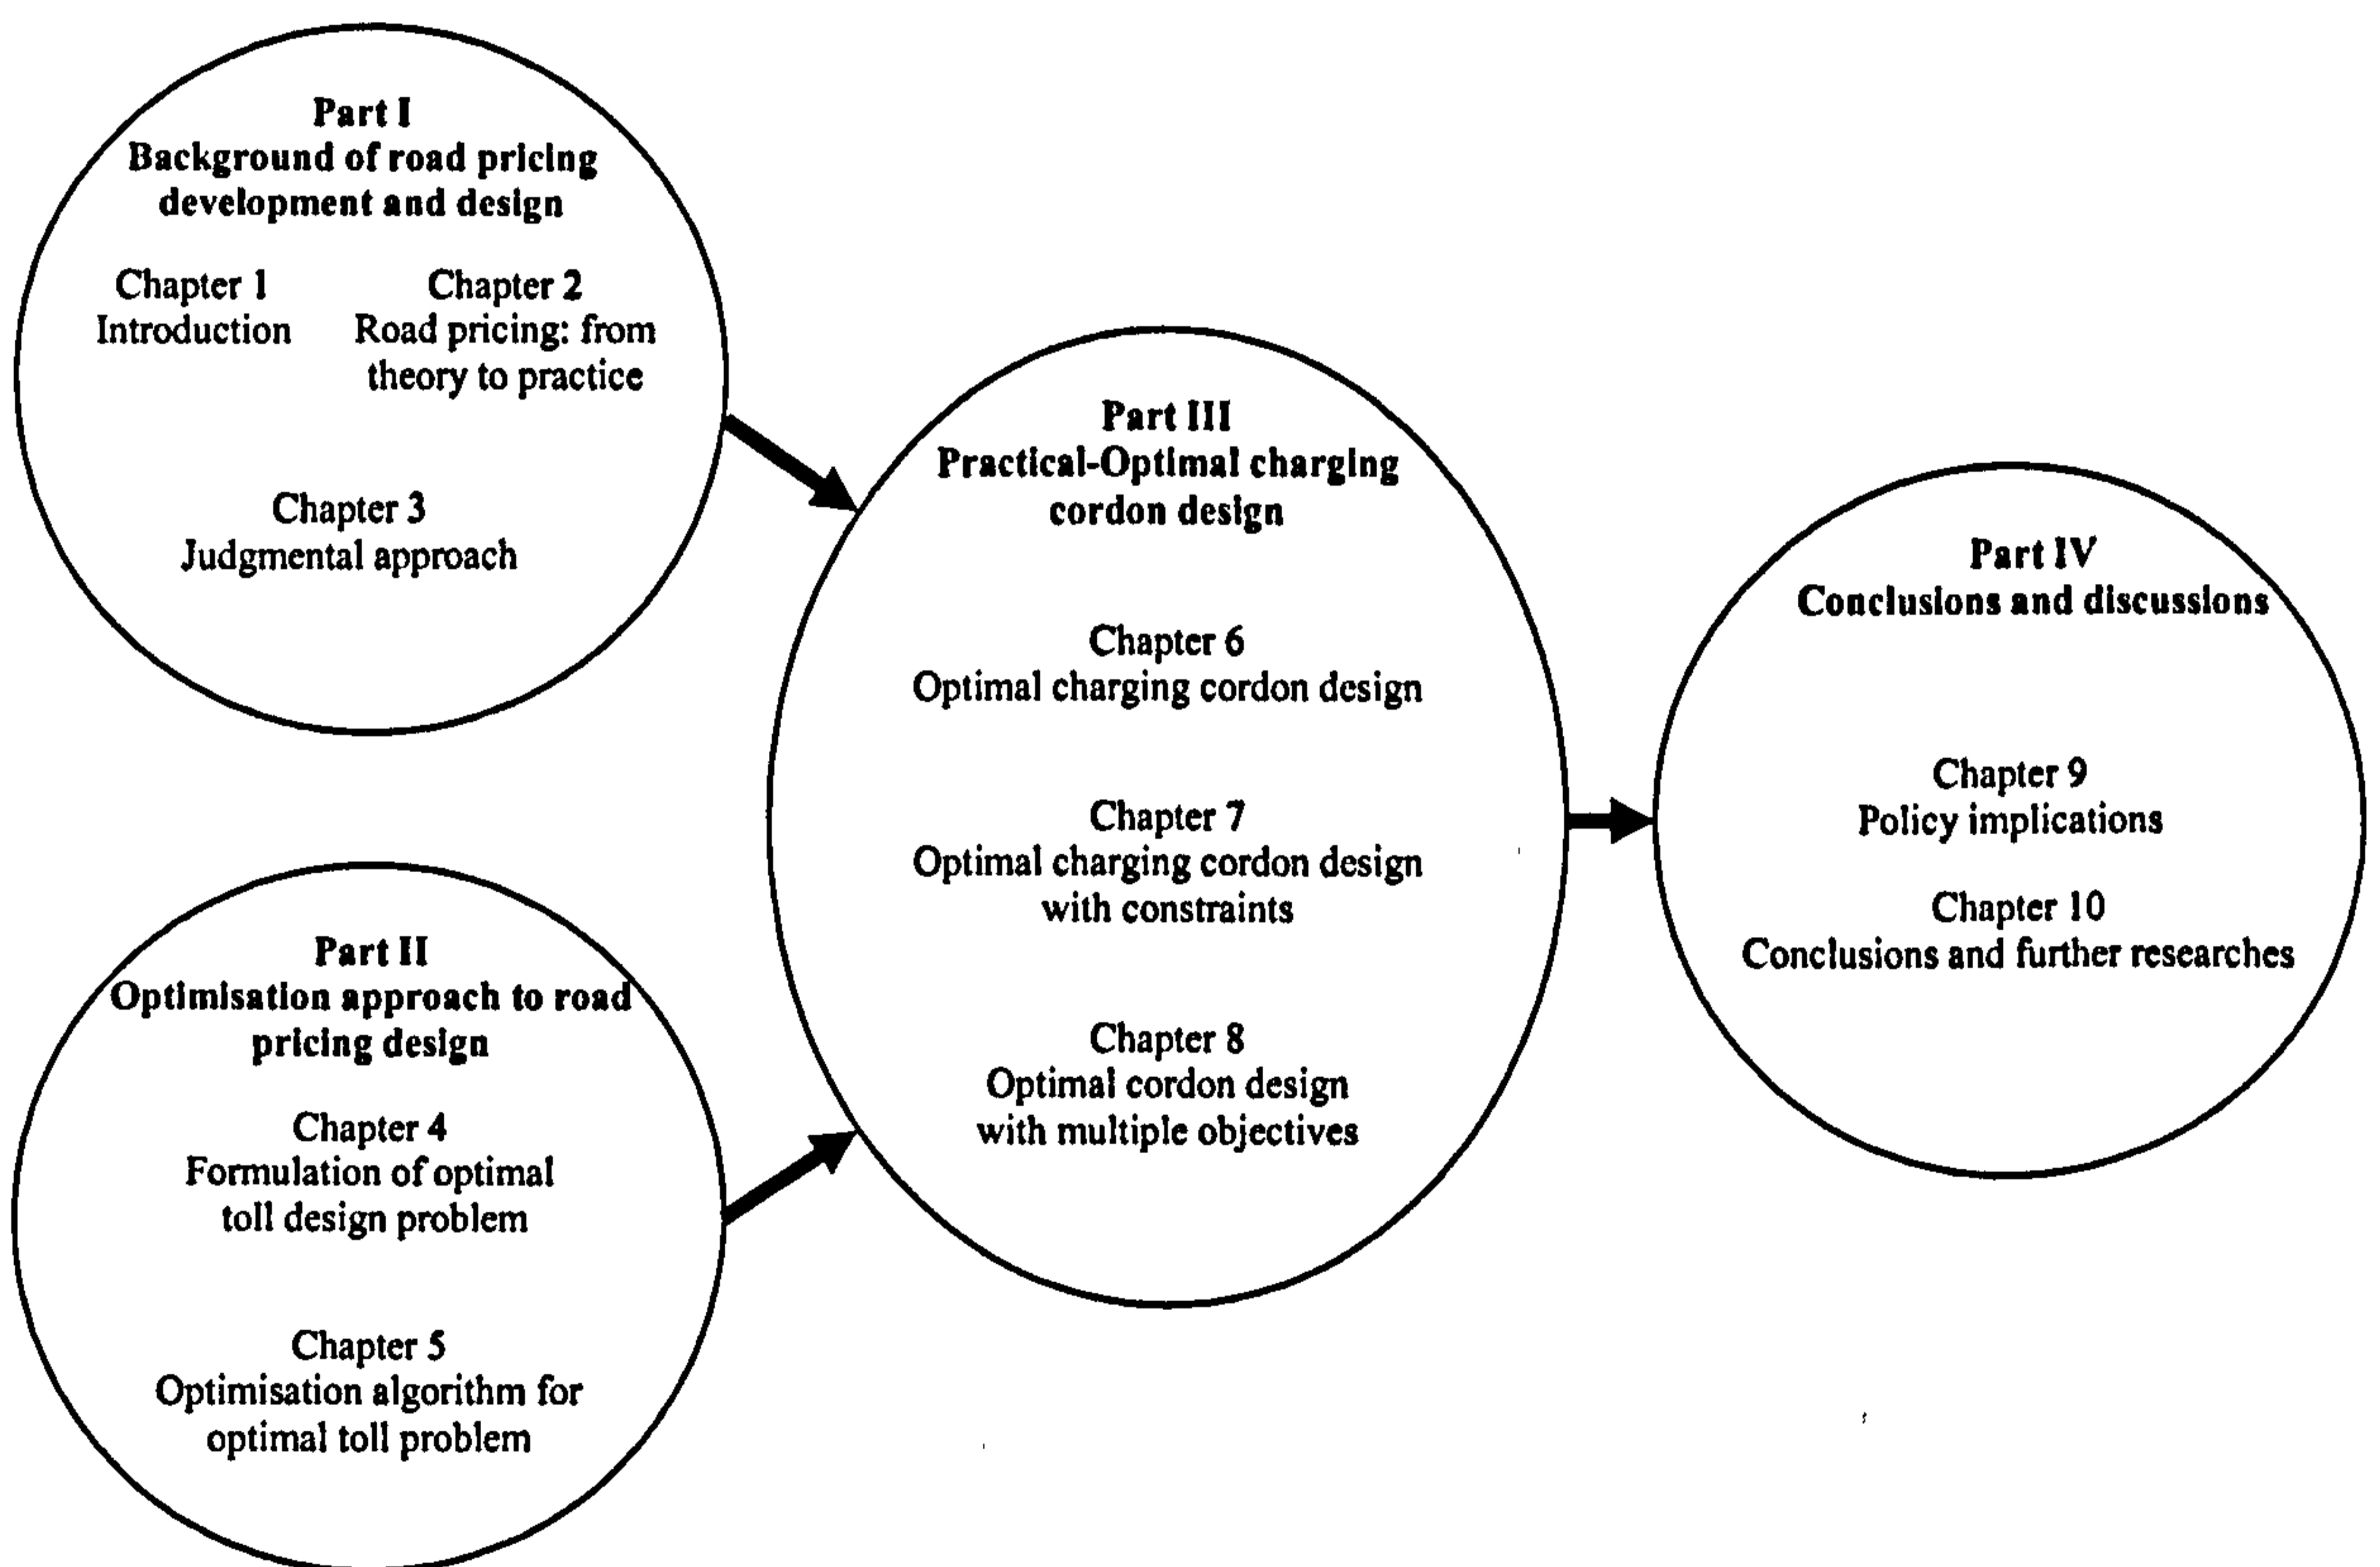 Part I
Background of road pricing
development and design
Chapter 1
Introduction
Chapter 2
Road pricing: from
theory to practice
Chapter 3
Judgmental approach
Part II
Optimisation approach to road
pricing design
Chapter 4
Formulation of optimal
toll design problem
Chapter 5
Optimisation algorithm for
optimal toll problem
Part III
Practical-Optimal charging
cordon design
Chapter 6
Optimal charging cordon design
Chapter 7
Optimal charging cordon design
with constraints
Chapter 8
Optimal cordon design
with multiple objectives
Part IV
Conclusions and discussions
Chapter 9
Policy implications
Chapter 10
Conclusions and further researches